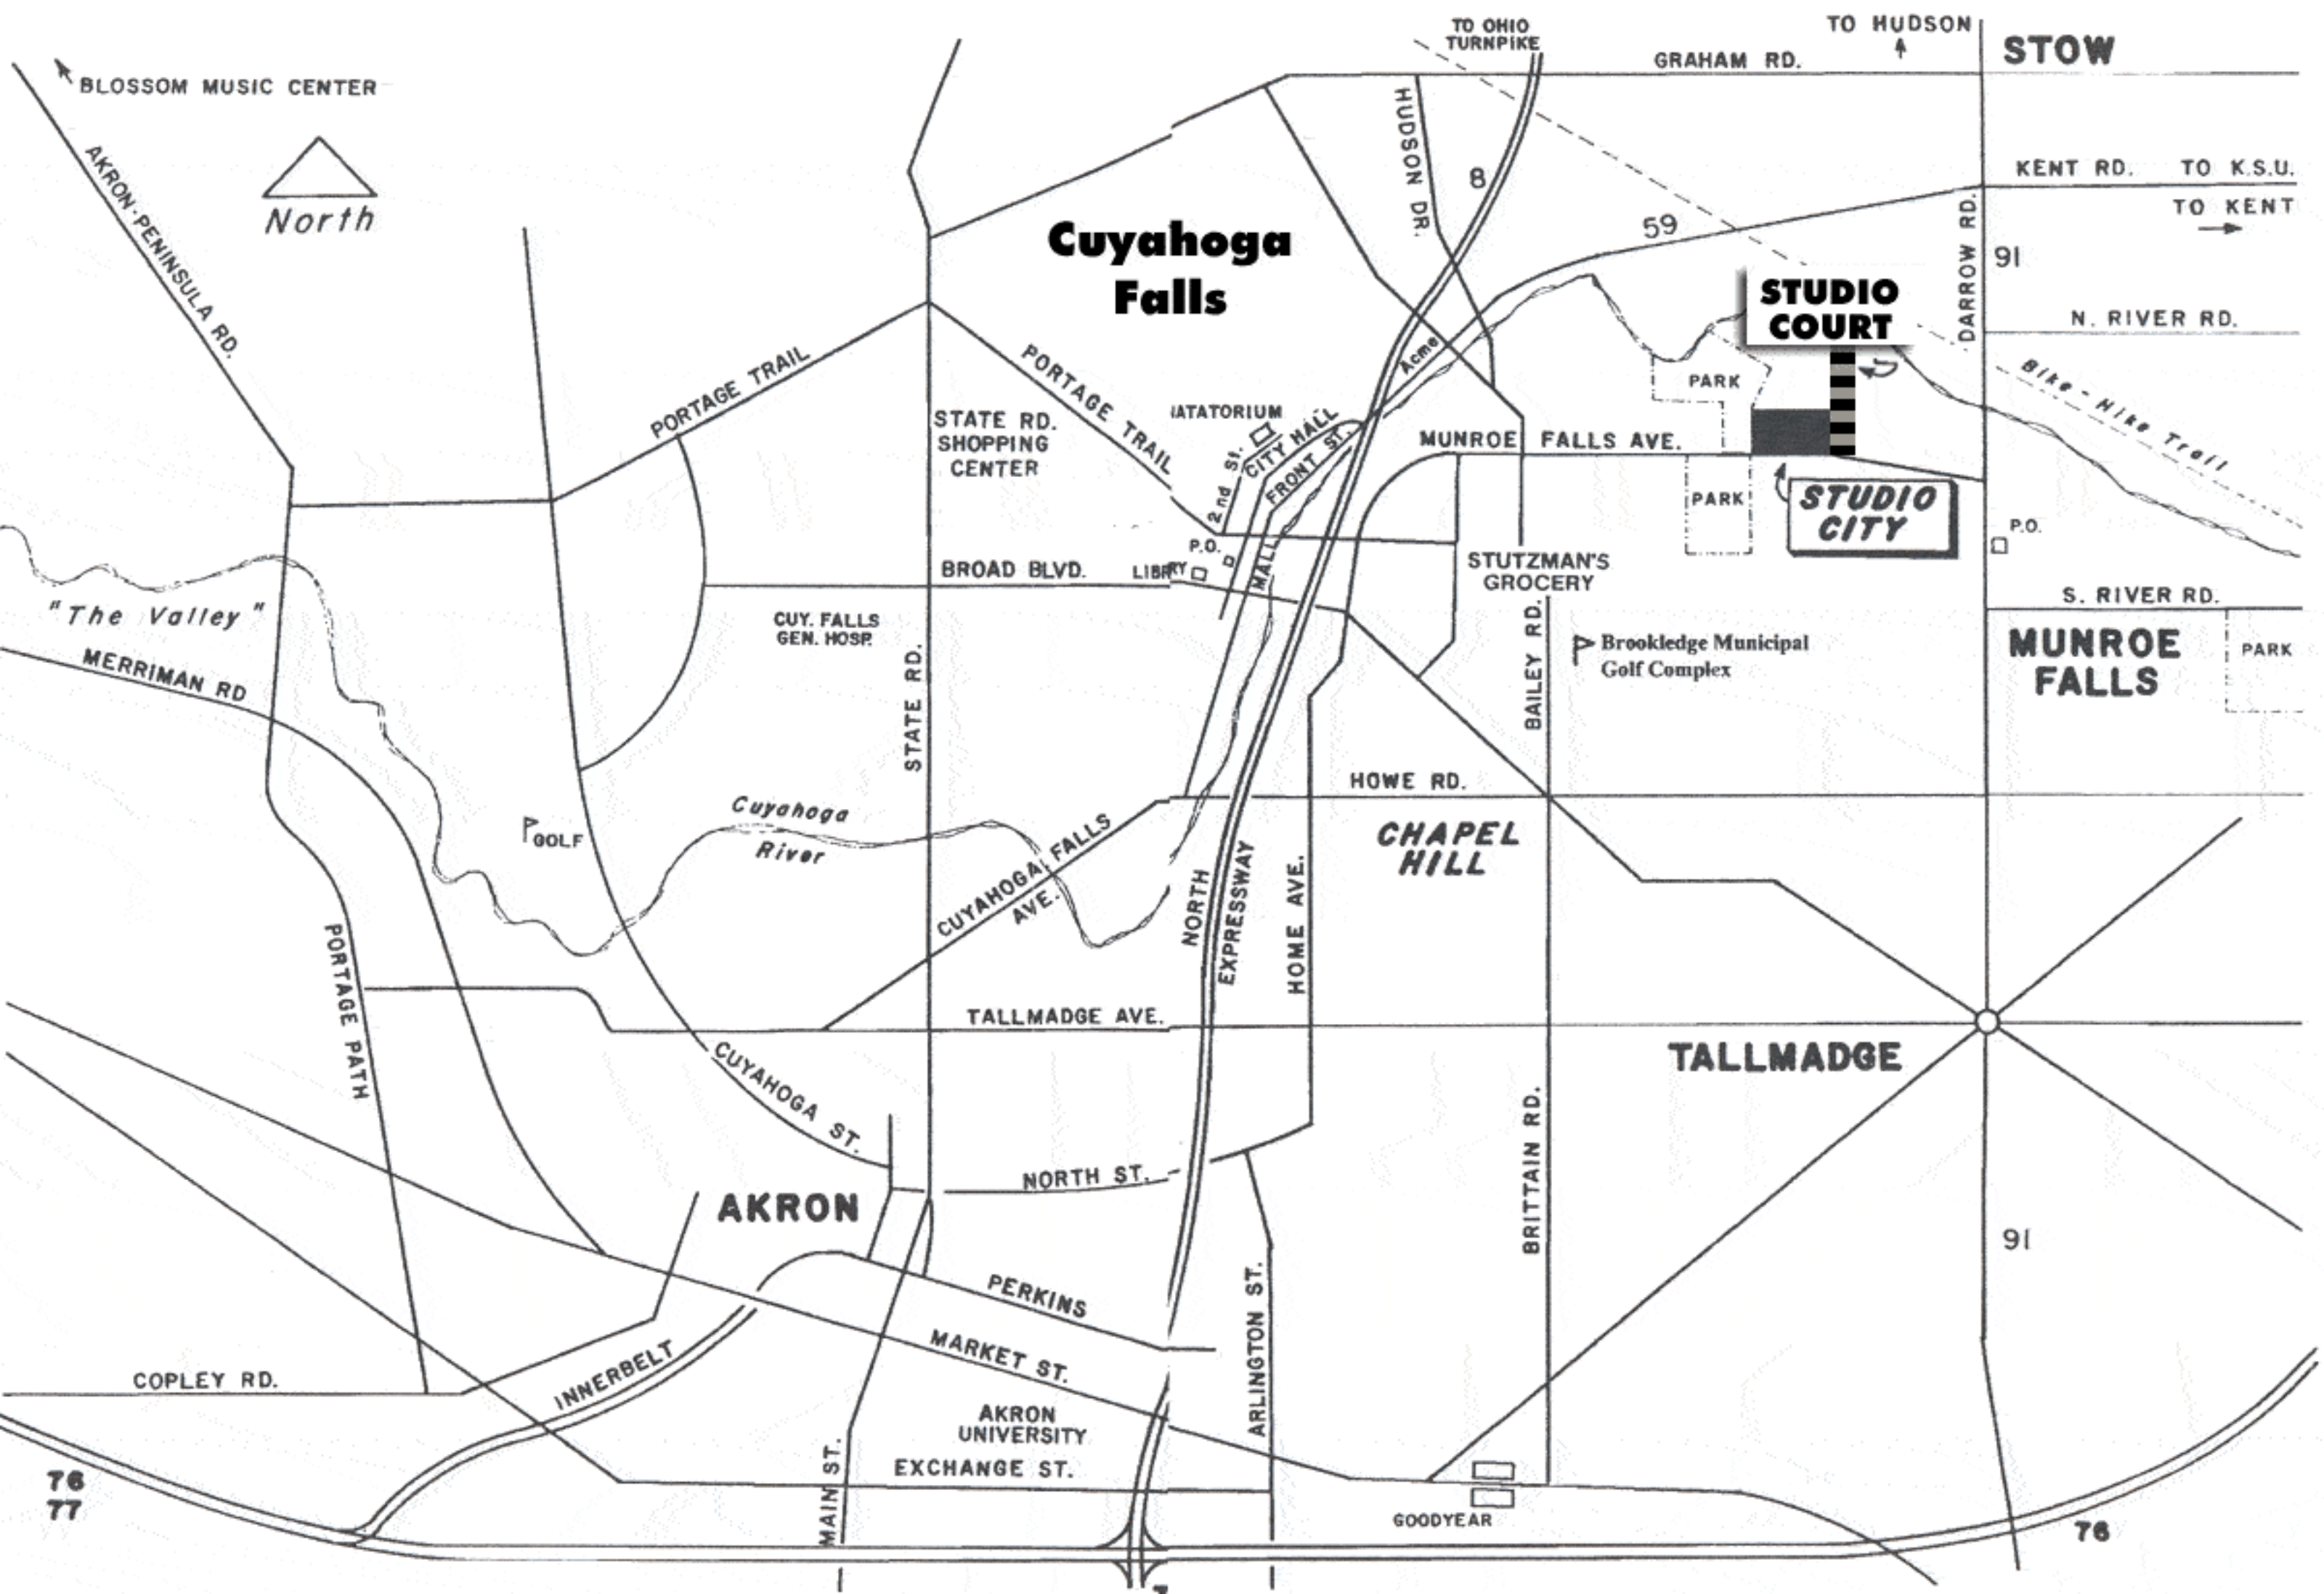 TO OHIO
TURNPIKE
TO HUDSON
STOW
GRAHAM RD.
BLOSSOM MUSIC CENTER
North
AKRON-PENINSULA RD.
HUDSON DR.
8
KENT RD. TO K.S.U.
TO KENT
59
DARROW RD.
91
Cuyahoga
Falls
STUDIO
COURT
N. RIVER RD.
PORTAGE TRAIL
PORTAGE TRAIL
Acme
PARK
Bike-Hike Trail
STATE RD.
SHOPPING
CENTER
NATATORIUM
CITY HALL
2nd St.
FRONT ST.
MUNROE FALLS AVE.
PARK
STUDIO
CITY
P.O.
P.O.
BROAD BLVD.
LIBRY
MALL
STUTZMAN'S
GROCERY
S. RIVER RD.
"The Valley"
CUY. FALLS
GEN. HOSP.
BAILEY RD.
Brookledge Municipal
Golf Complex
MUNROE
FALLS
PARK
MERRIMAN RD
STATE RD.
HOWE RD.
Cuyahoga
River
GOLF
CUYAHOGA FALLS
AVE.
CHAPEL
HILL
NORTH
EXPRESSWAY
HOME AVE.
PORTAGE PATH
TALLMADGE AVE.
TALLMADGE
CUYAHOGA ST.
NORTH ST.
BRITTAIN RD.
AKRON
91
PERKINS
ARLINGTON ST.
MARKET ST.
INNERBELT
COPLEY RD.
AKRON
UNIVERSITY
MAIN ST.
EXCHANGE ST.
76
77
GOODYEAR
76